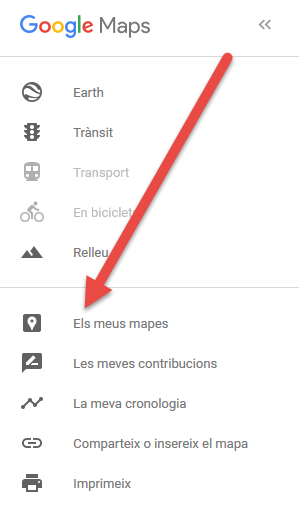 Google Maps
Earth
Trànsit
Transport
En bicicleta
Relleu
Els meus mapes
Les meves contribucions
La meva cronologia
Comparteix o insereix el mapa
Imprimeix